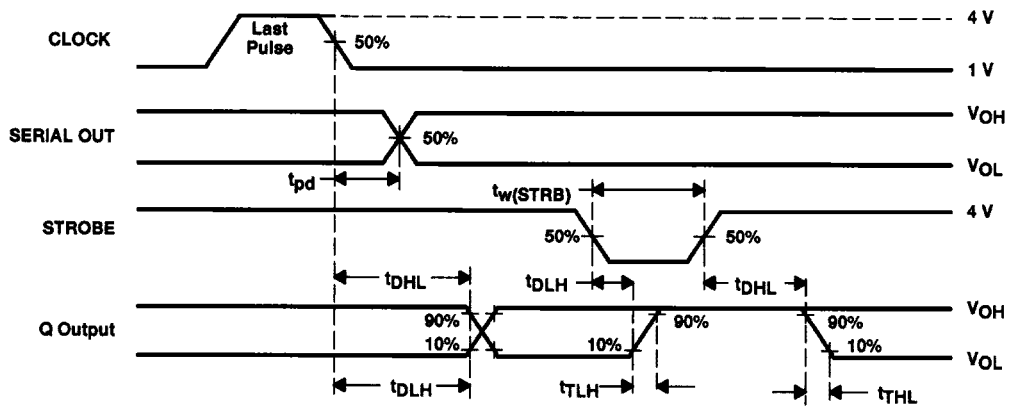 4 V
CLOCK
Last
Pulse
50%
1 V
VOH
SERIAL OUT
50%
VOL
tpd
tw(STRB)
4 V
STROBE
50%
50%
tDHL
tDLH
tDHL
VOH
90%
90%
90%
Q Output
10%
10%
10%
VOL
tDLH
tTLH
tTHL